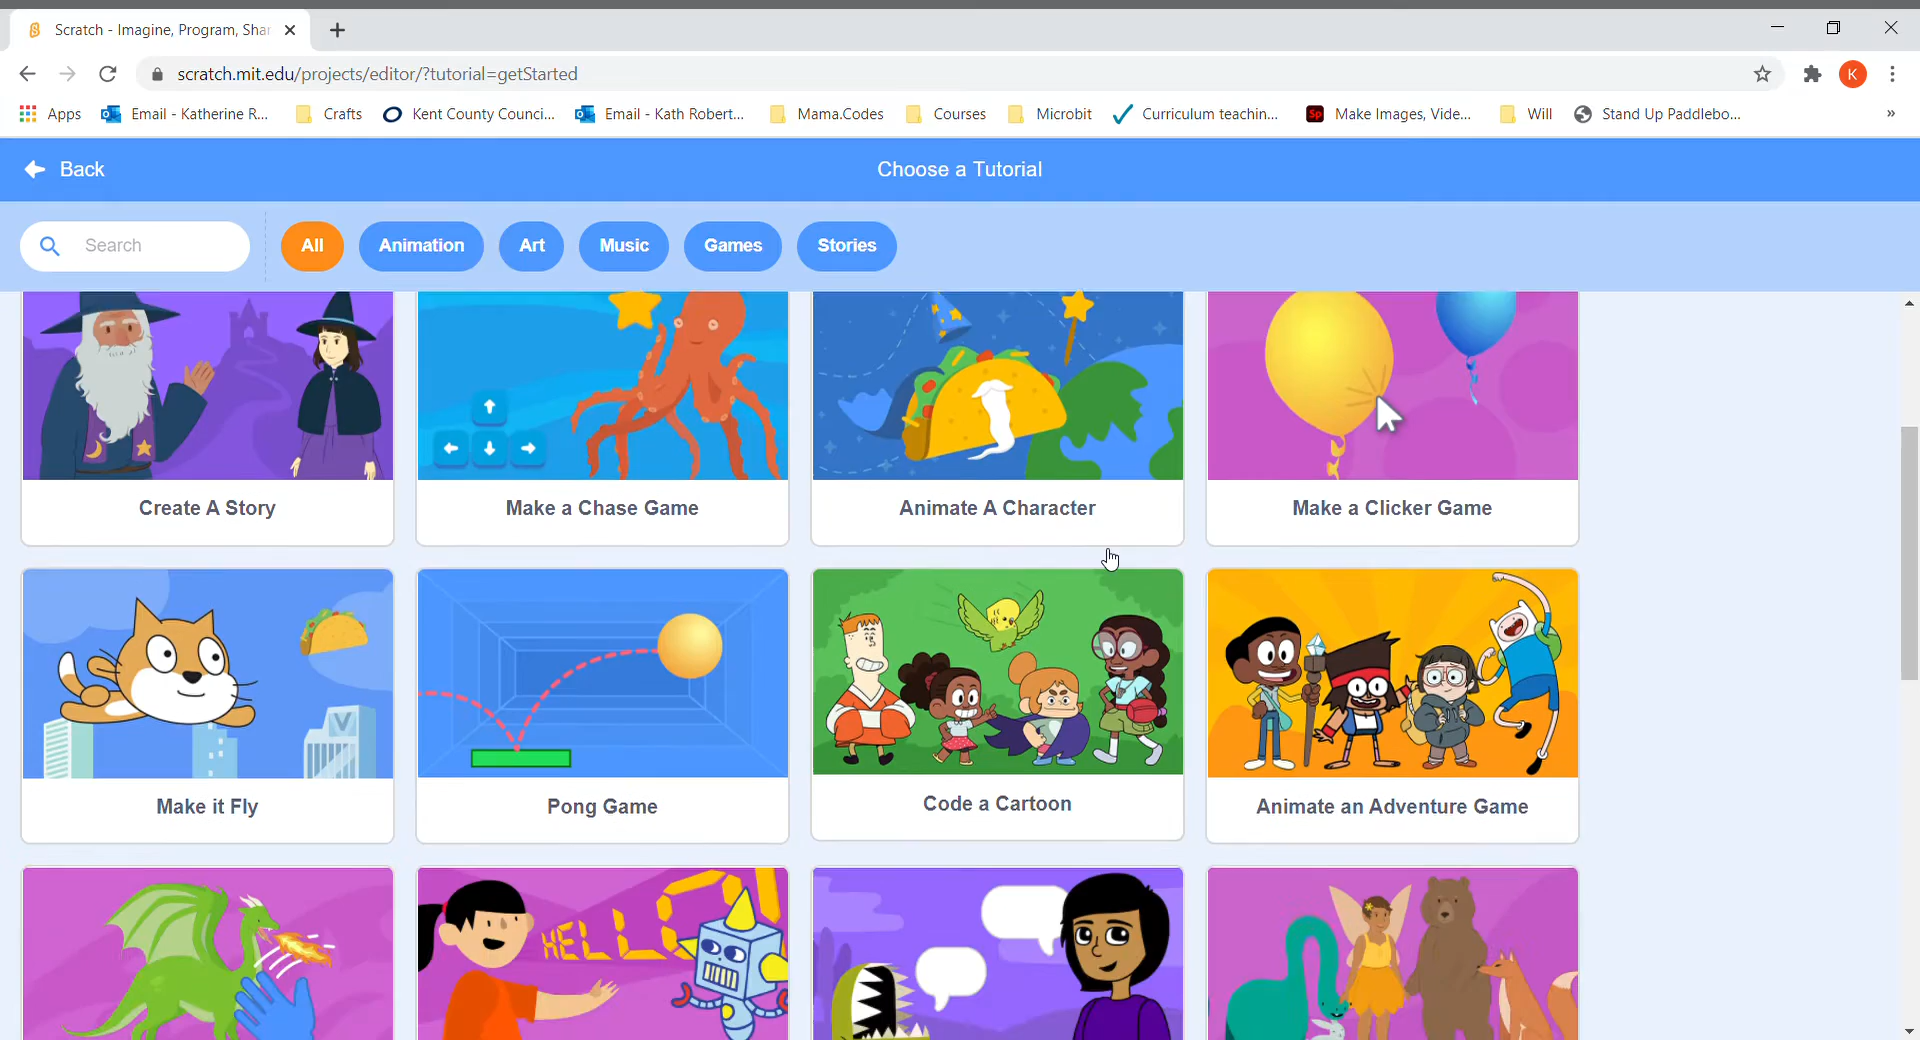 Scratch - Imagine, Program, Shar
scratch.mit.edu/projects/editor/?tutorial=getStarted
K
Apps Email - Katherine R... Crafts Kent County Counci... Email - Kath Robert... Mama.Codes Courses Microbit Curriculum teachin... Sp Make Images, Vide... Will Stand Up Paddlebo... »
Back Choose a Tutorial
Search All Animation Art Music Games Stories
Create A Story Make a Chase Game Animate A Character Make a Clicker Game
Make it Fly Pong Game Code a Cartoon Animate an Adventure Game
HELLO!